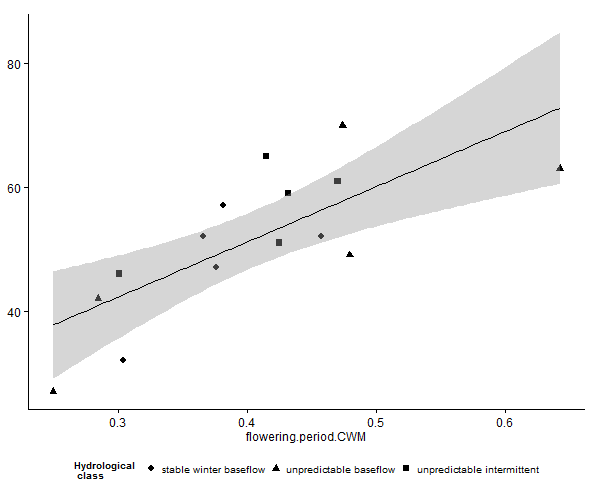 80
60
40
0.3 0.4 0.5 0.6
flowering.period.CWM
Hydrological
class
stable winter baseflow unpredictable baseflow unpredictable intermittent